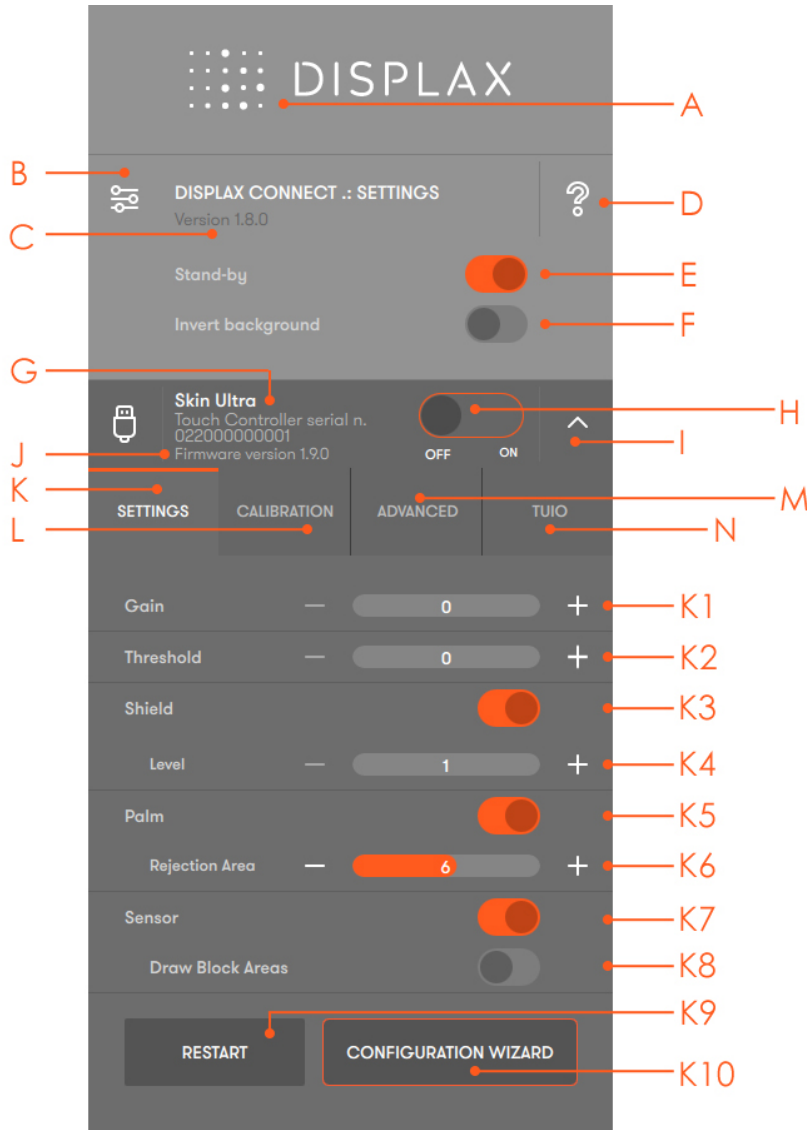 DISPLAX
A
B
DISPLAX CONNECT .: SETTINGS
D
Version 1.8.0
C
Stand-by
E
Invert background
F
G
Skin Ultra
H
Touch Controller serial n.
022000000001
I
J
Firmware version 1.9.0
OFF
ON
K
M
SETTINGS
CALIBRATION
ADVANCED
TUIO
L
N
Gain
0
K1
Threshold
0
K2
Shield
K3
Level
1
K4
Palm
K5
Rejection Area
6
K6
Sensor
K7
Draw Block Areas
K8
K9
RESTART
CONFIGURATION WIZARD
K10